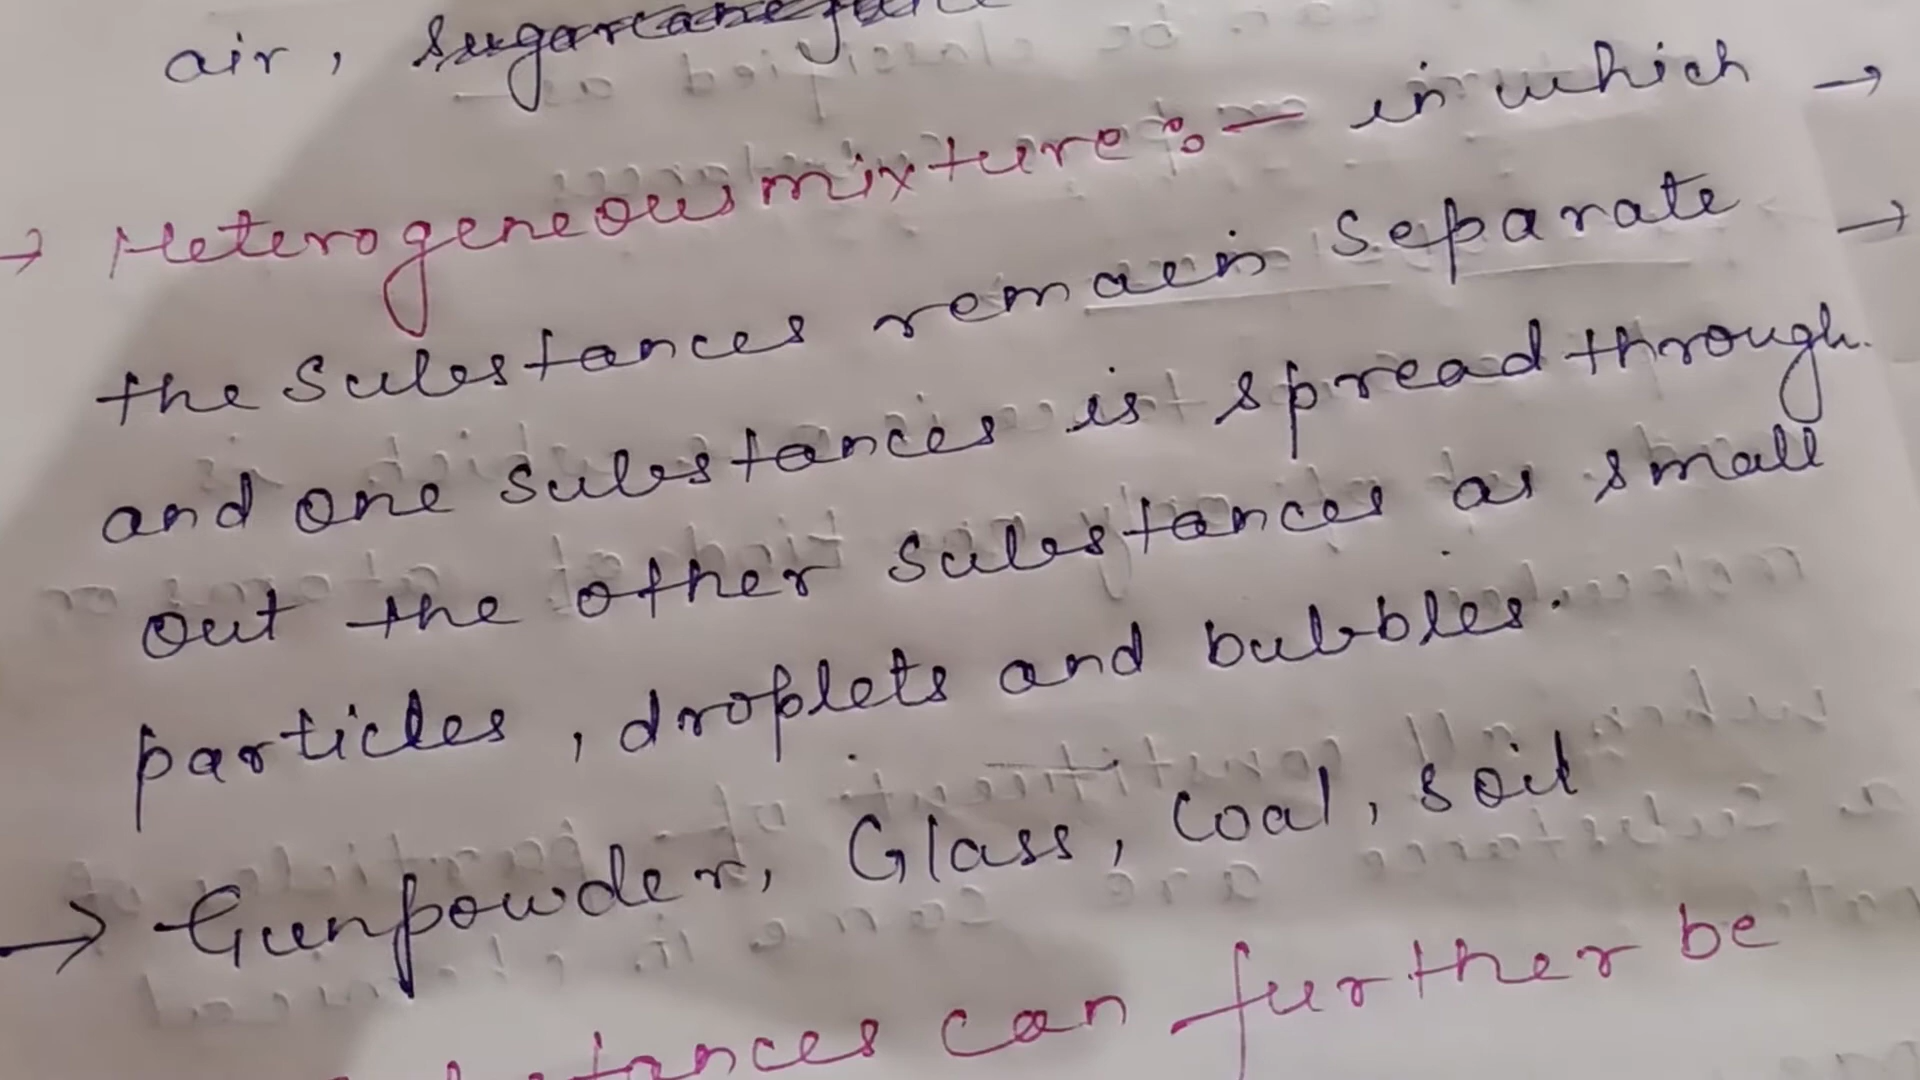 air, sugarcane
→ Heterogeneous mixture :- in which →
the Substances remain Separate →
and one substances is spread through
out the other substances as small
particles, droplets and bubbles.
→ Gunpowder, Glass, Coal, soil
tances can further be